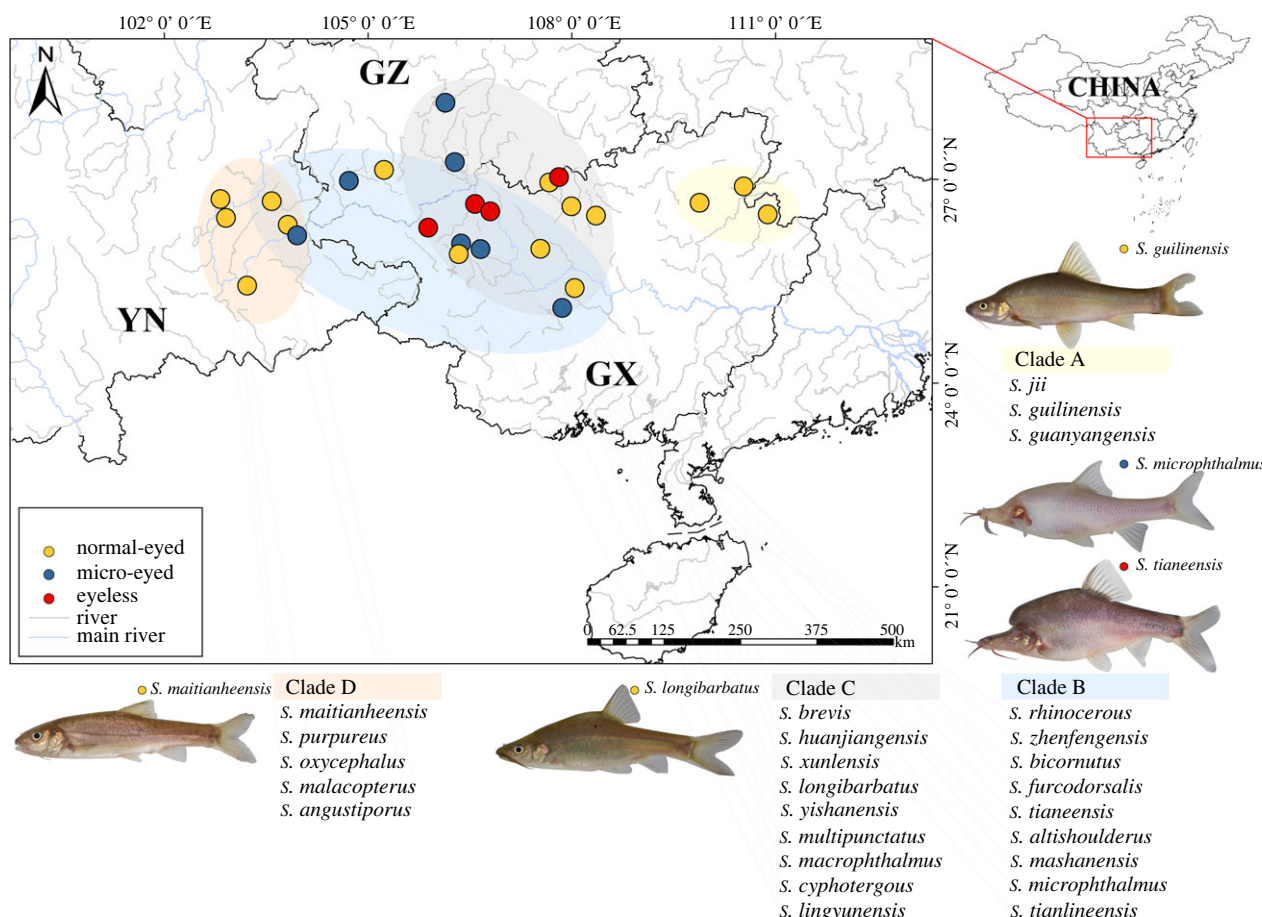 102° 0' 0˝E 105° 0' 0˝E 108° 0' 0˝E 111° 0' 0˝E
N
GZ
CHINA
27° 0' 0˝N
YN
GX
24° 0' 0˝N
21° 0' 0˝N
normal-eyed
micro-eyed
eyeless
river
main river
0 62.5 125 250 375 500
km
S. guilinensis
Clade A
S. jii
S. guilinensis
S. guanyangensis
S. microphthalmus
S. tianeensis
S. maitianheensis
Clade D
S. maitianheensis
S. purpureus
S. oxycephalus
S. malacopterus
S. angustiporus
S. longibarbatus
Clade C
S. brevis
S. huanjiangensis
S. xunlensis
S. longibarbatus
S. yishanensis
S. multipunctatus
S. macrophthalmus
S. cyphotergous
S. lingyunensis
Clade B
S. rhinocerous
S. zhenfengensis
S. bicornutus
S. furcodorsalis
S. tianeensis
S. altishoulderus
S. mashanensis
S. microphthalmus
S. tianlineensis